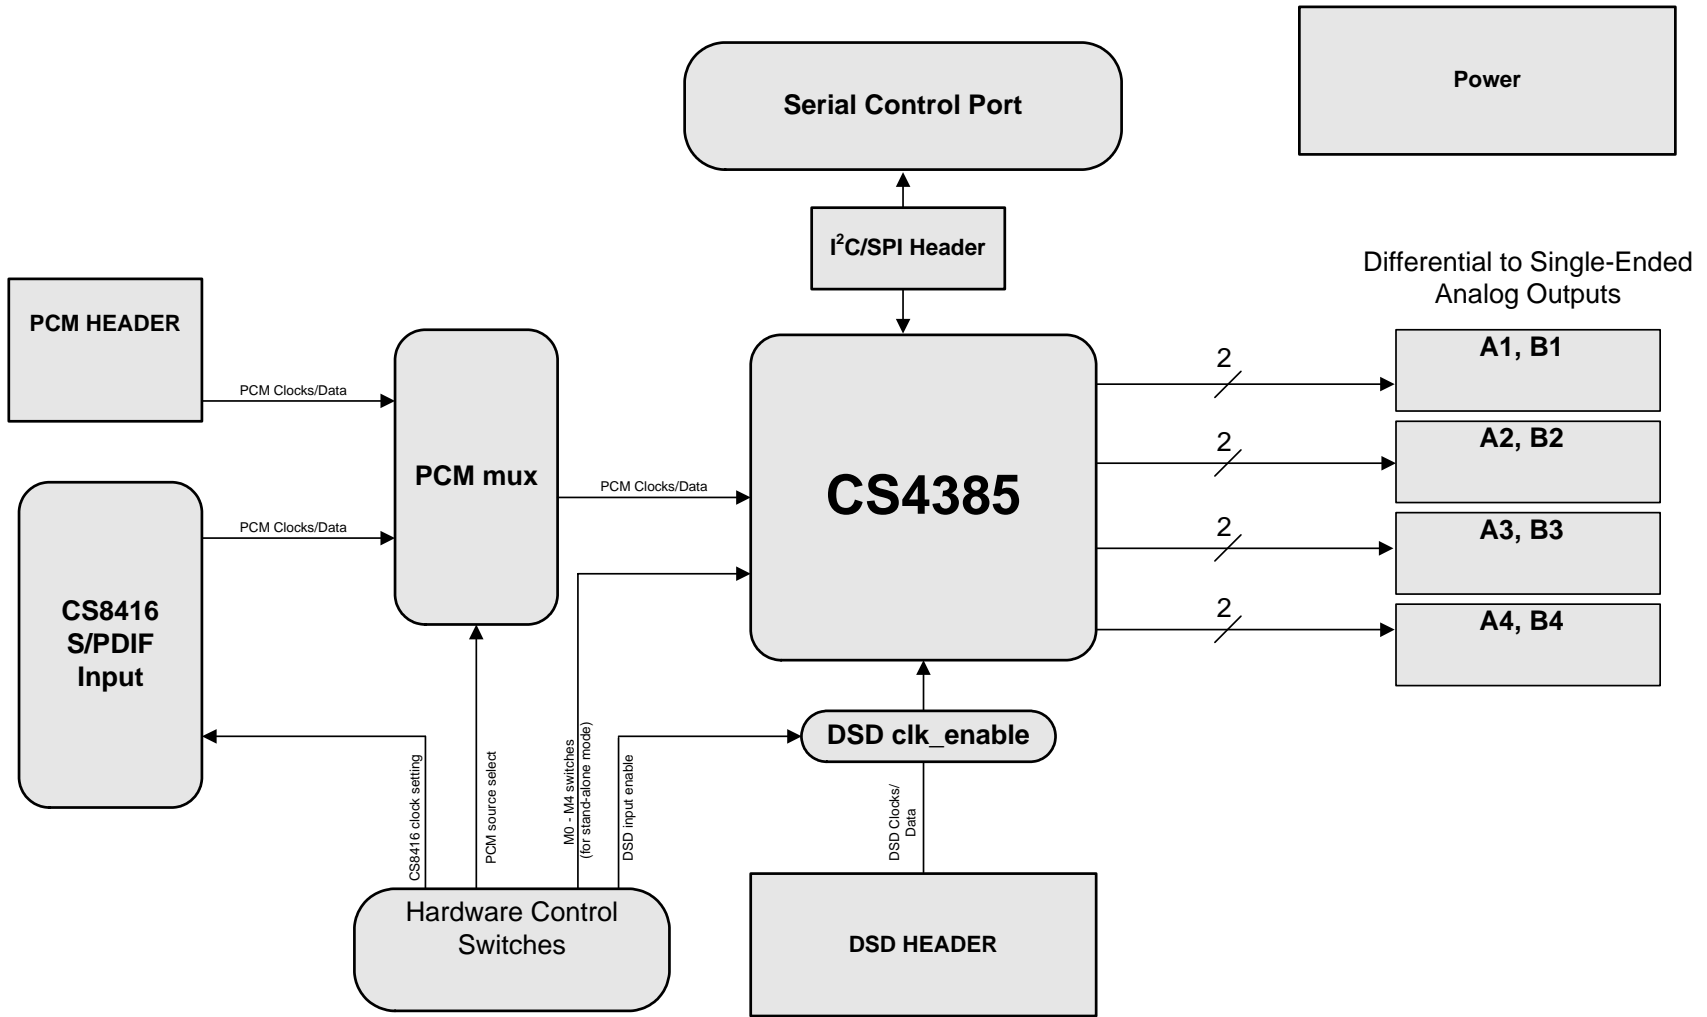 Serial Control Port
Power
I²C/SPI Header
Differential to Single-Ended
Analog Outputs
PCM HEADER
PCM Clocks/Data
PCM mux
PCM Clocks/Data
CS4385
2
A1, B1
2
A2, B2
2
A3, B3
2
A4, B4
PCM Clocks/Data
CS8416
S/PDIF
Input
DSD clk_enable
CS8416 clock setting
PCM source select
M0 - M4 switches
(for stand-alone mode)
DSD input enable
DSD Clocks/
Data
Hardware Control
Switches
DSD HEADER